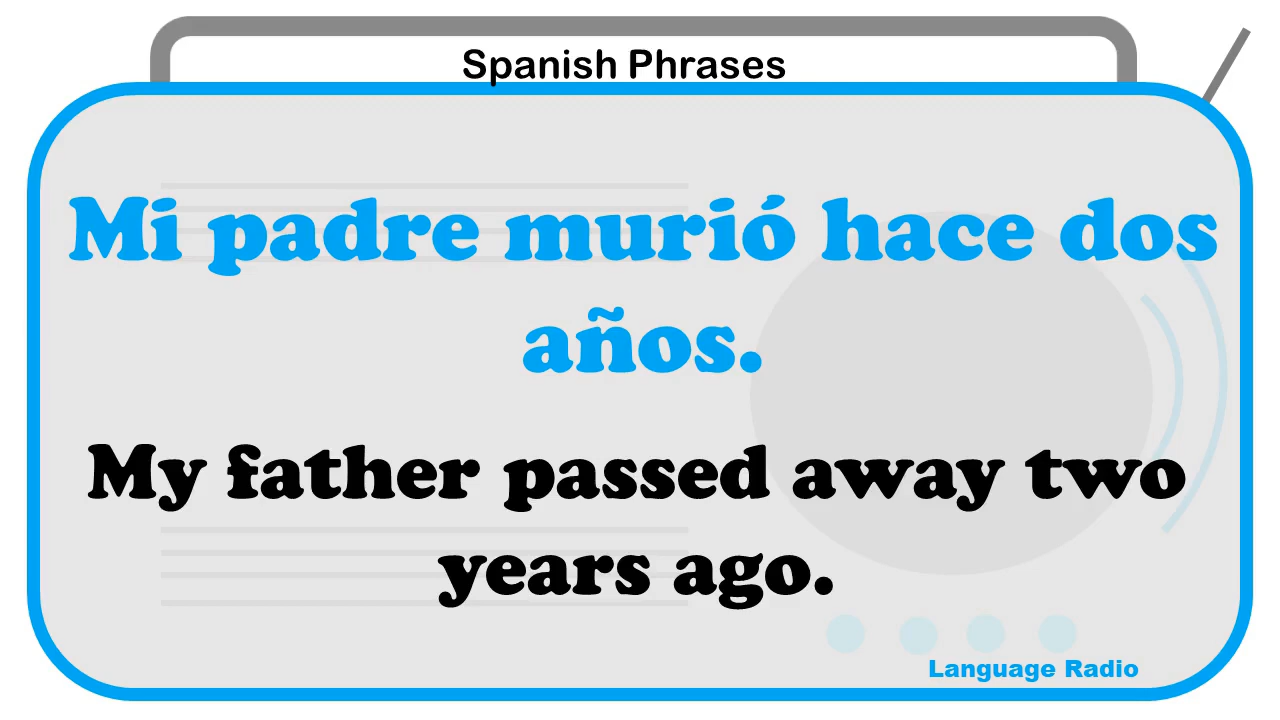 Spanish Phrases
Mi padre murió hace dos
años.
My father passed away two
years ago.
Language Radio